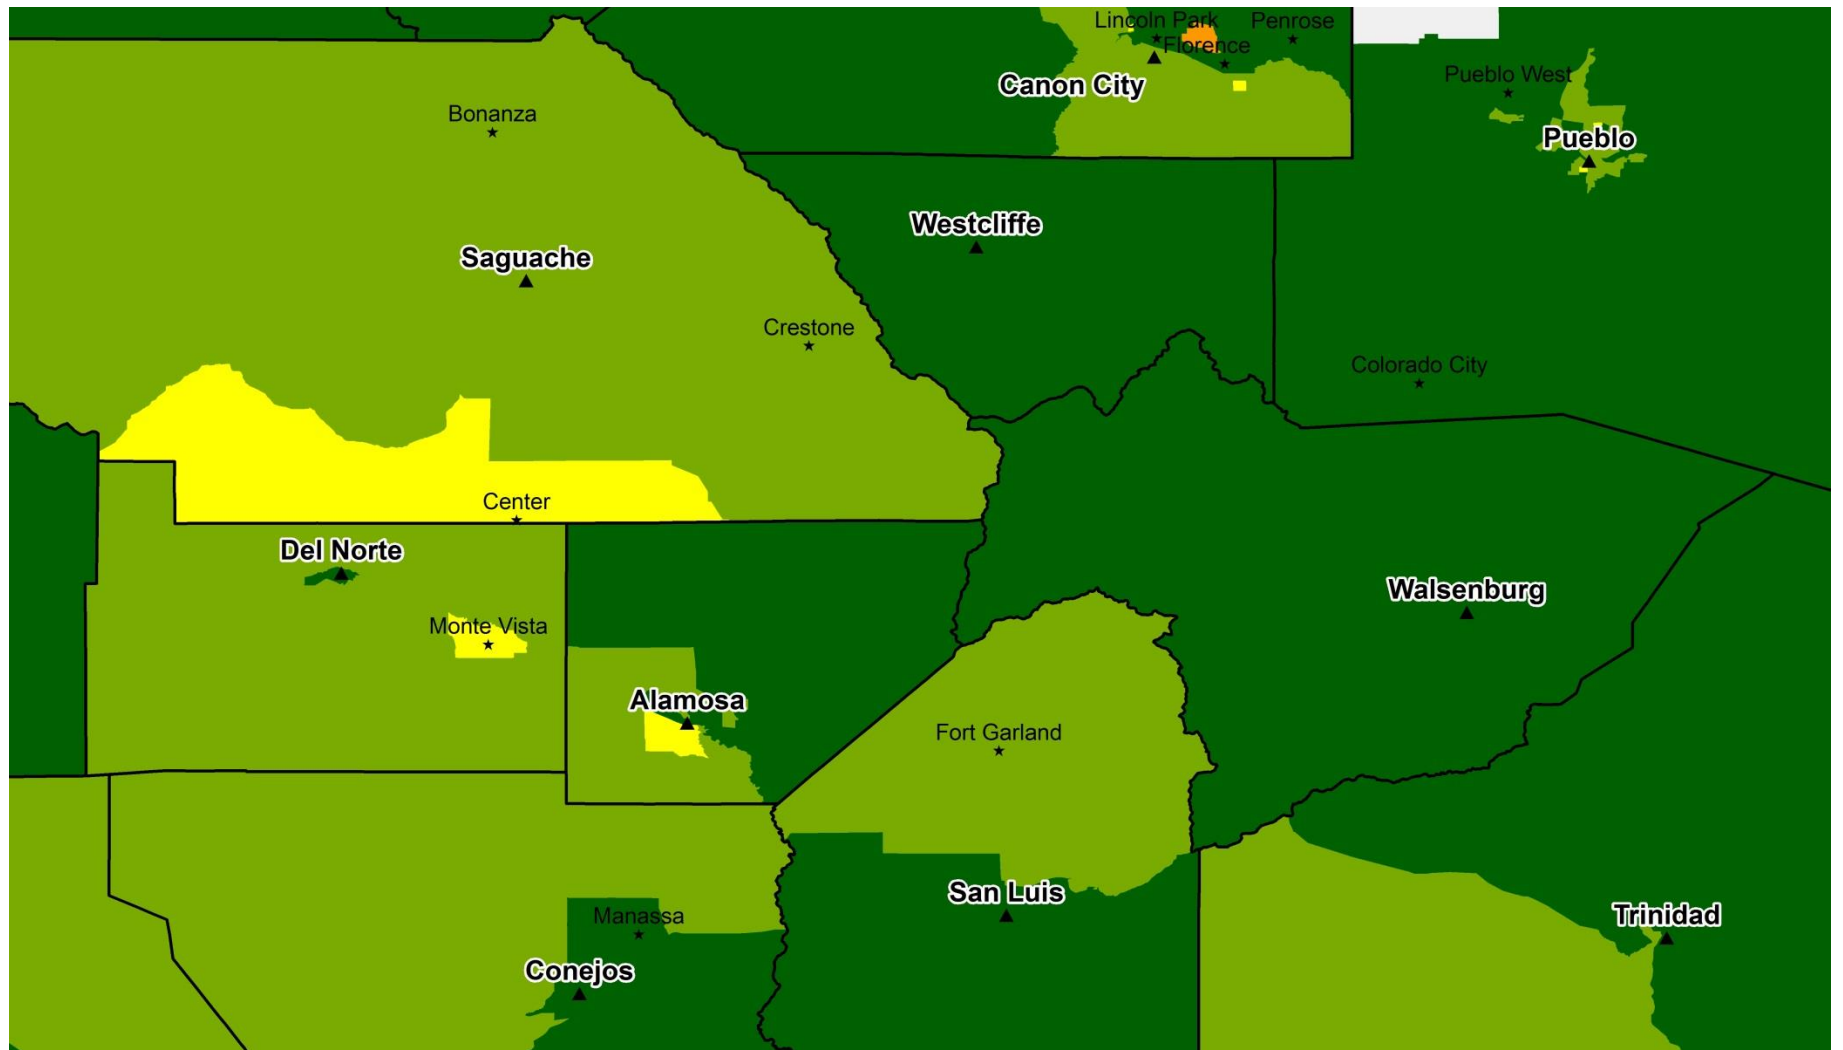 Lincoln Park
Penrose
Florence
Canon City
Pueblo West
Bonanza
Pueblo
Westcliffe
Saguache
Crestone
Colorado City
Center
Del Norte
Walsenburg
Monte Vista
Alamosa
Fort Garland
San Luis
Manassa
Trinidad
Conejos